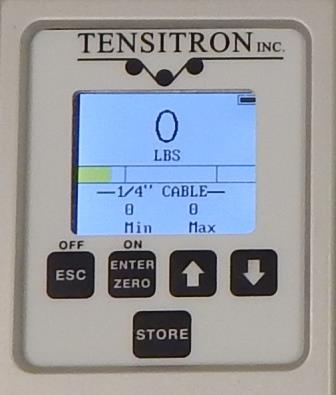 TENSITRON INC.
0
LBS
1/4" CABLE
0 0
Min Max
OFF ON
ESC ENTER
ZERO
STORE